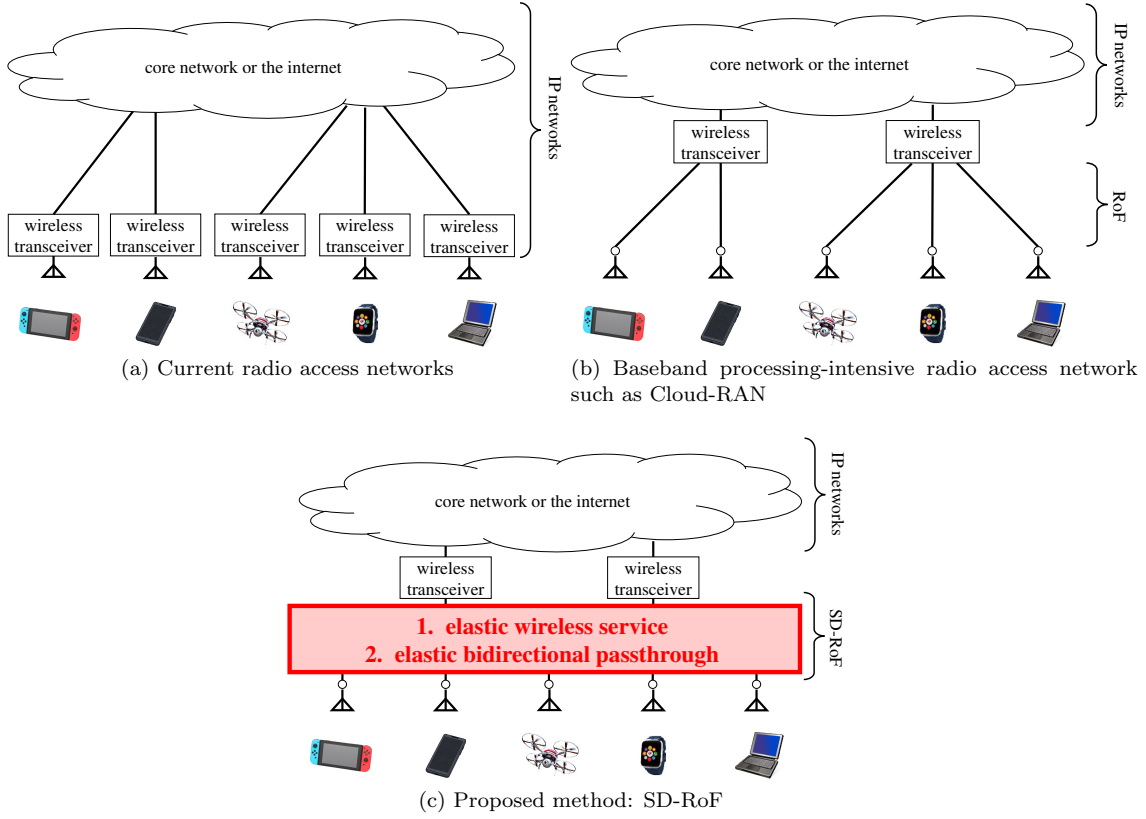 core network or the internet
IP networks
wireless
transceiver
wireless
transceiver
wireless
transceiver
wireless
transceiver
wireless
transceiver
(a) Current radio access networks
core network or the internet
IP networks
wireless
transceiver
wireless
transceiver
RoF
(b) Baseband processing-intensive radio access network
such as Cloud-RAN
core network or the internet
IP networks
wireless
transceiver
wireless
transceiver
1. elastic wireless service
2. elastic bidirectional passthrough
SD-RoF
(c) Proposed method: SD-RoF